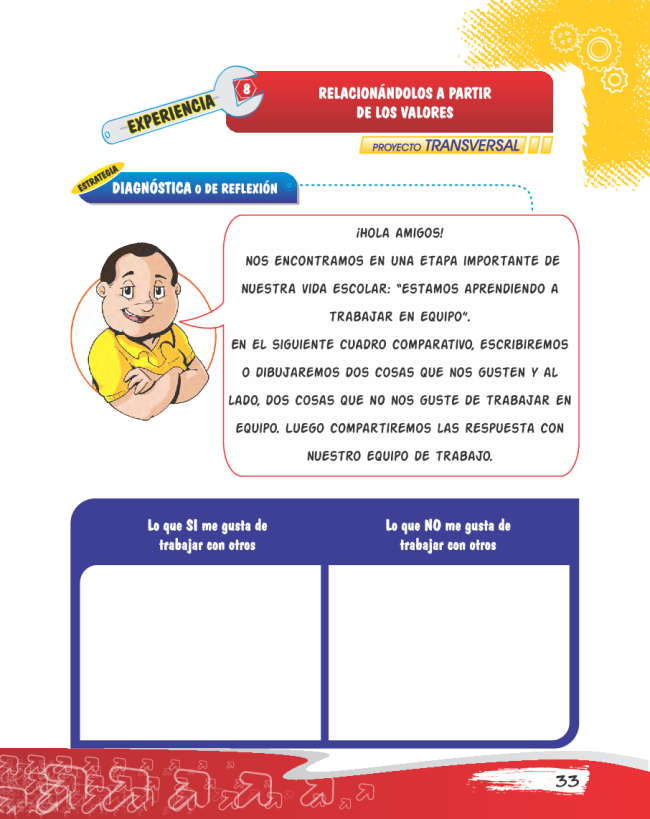 EXPERIENCIA
8
RELACIONÁNDOLOS A PARTIR
DE LOS VALORES
PROYECTO TRANSVERSAL
ESTRATEGIA
DIAGNÓSTICA O DE REFLEXIÓN
¡HOLA AMIGOS!
NOS ENCONTRAMOS EN UNA ETAPA IMPORTANTE DE
NUESTRA VIDA ESCOLAR: "ESTAMOS APRENDIENDO A
TRABAJAR EN EQUIPO".
EN EL SIGUIENTE CUADRO COMPARATIVO, ESCRIBIREMOS
O DIBUJAREMOS DOS COSAS QUE NOS GUSTEN Y AL
LADO, DOS COSAS QUE NO NOS GUSTE DE TRABAJAR EN
EQUIPO. LUEGO COMPARTIREMOS LAS RESPUESTA CON
NUESTRO EQUIPO DE TRABAJO.
Lo que SI me gusta de
trabajar con otros
Lo que NO me gusta de
trabajar con otros
33